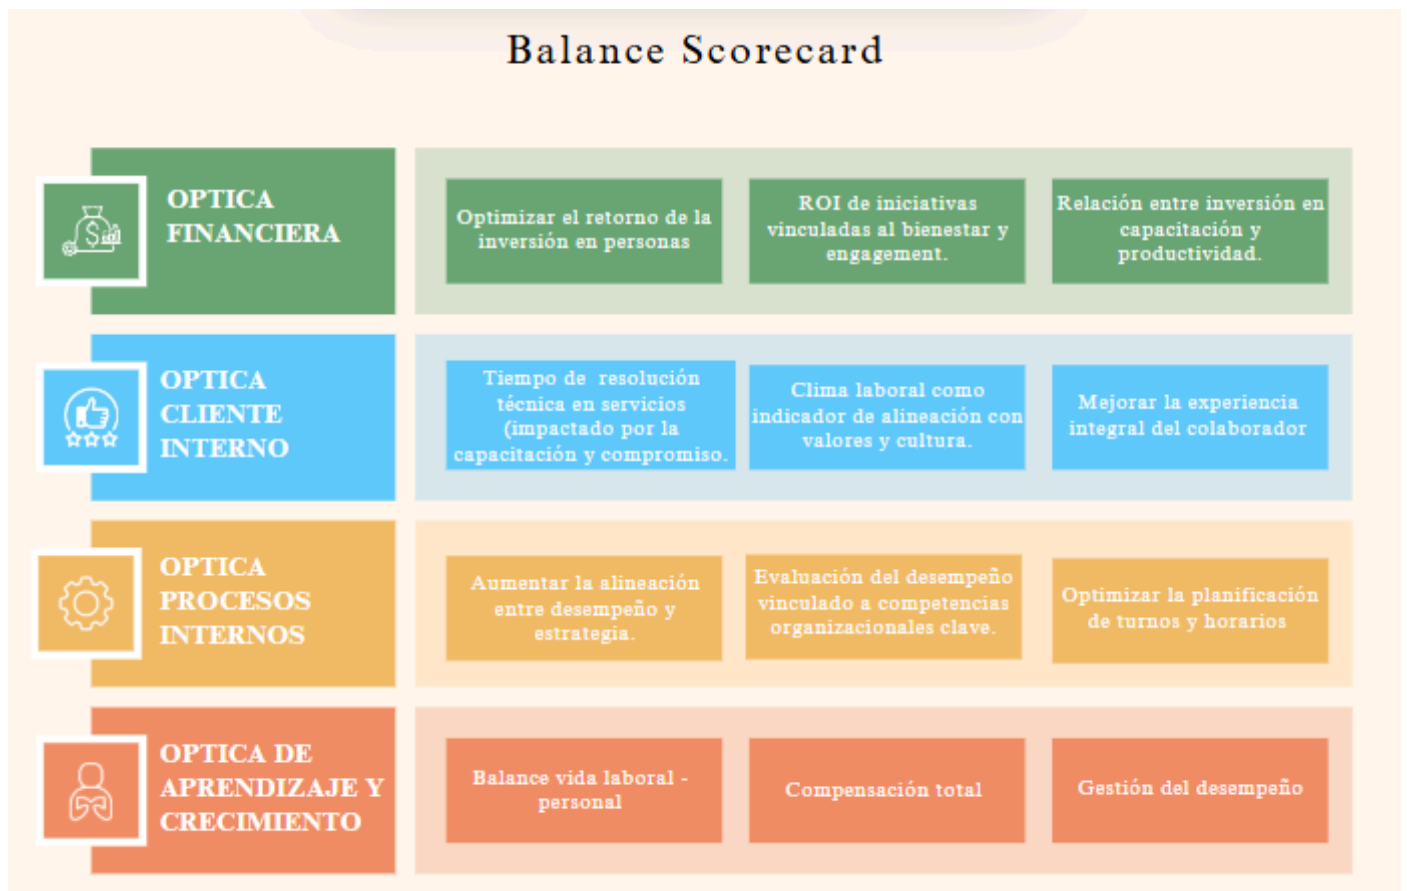 Balance Scorecard
OPTICA
FINANCIERA
Optimizar el retorno de la
inversión en personas
ROI de iniciativas
vinculadas al bienestar y
engagement.
Relación entre inversión en
capacitación y
productividad.
OPTICA
CLIENTE
INTERNO
Tiempo de resolución
técnica en servicios
(impactado por la
capacitación y compromiso.
Clima laboral como
indicador de alineación con
valores y cultura.
Mejorar la experiencia
integral del colaborador
OPTICA
PROCESOS
INTERNOS
Aumentar la alineación
entre desempeño y
estrategia.
Evaluación del desempeño
vinculado a competencias
organizacionales clave.
Optimizar la planificación
de turnos y horarios
OPTICA DE
APRENDIZAJE Y
CRECIMIENTO
Balance vida laboral -
personal
Compensación total
Gestión del desempeño